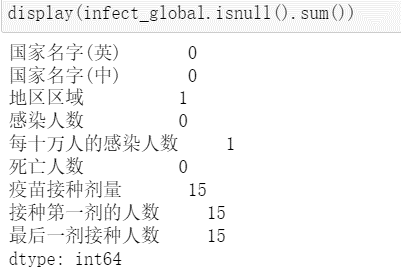 display(infect_global.isnull().sum())
国家名字(英) 0
国家名字(中) 0
地区区域 1
感染人数 0
每十万人的感染人数 1
死亡人数 0
疫苗接种剂量 15
接种第一剂的人数 15
最后一剂接种人数 15
dtype: int64